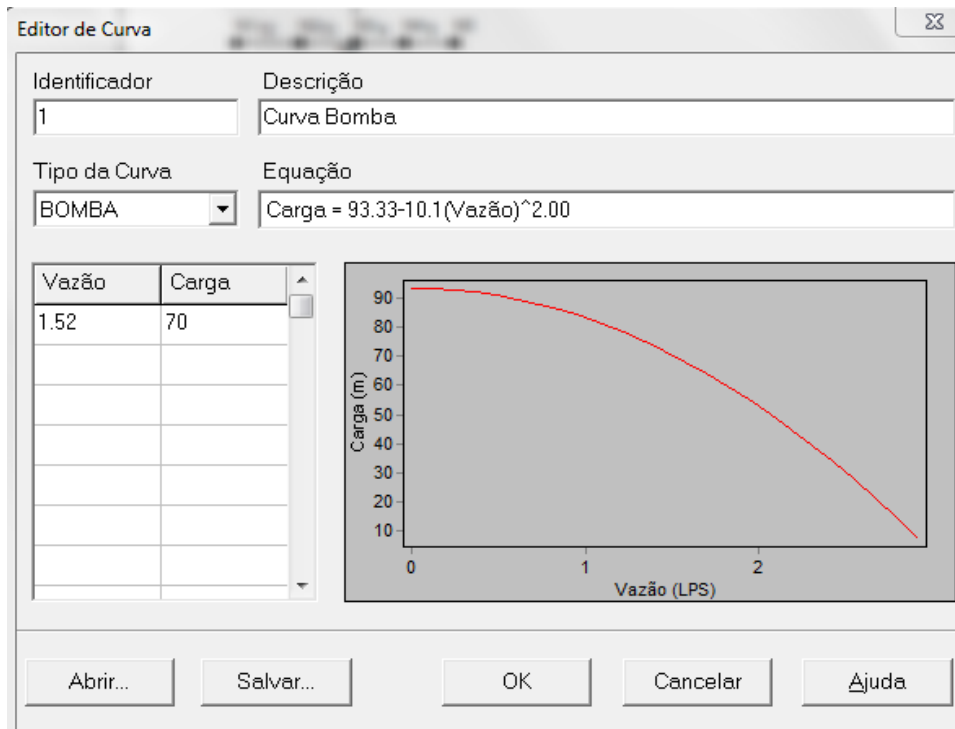 Editor de Curva
Identificador Descrição
1 Curva Bomba
Tipo da Curva Equação
BOMBA Carga = 93.33-10.1(Vazão)^2.00
Vazão Carga
1.52 70
90
80
70
60
50
40
30
20
10
Carga (m)
0 1 2
Vazão (LPS)
Abrir... Salvar... OK Cancelar Ajuda